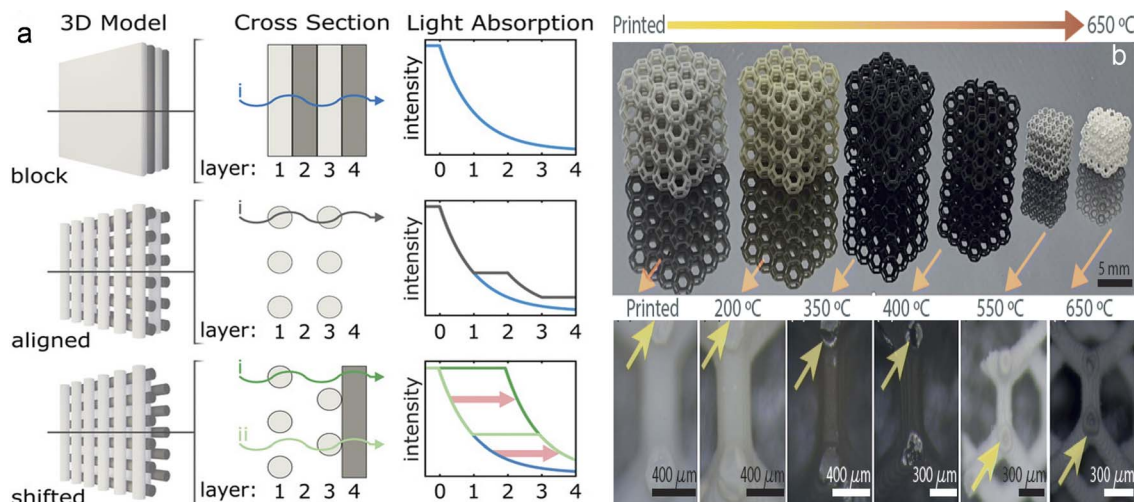 a
3D Model
Cross Section
Light Absorption
block
i
layer: 1 2 3 4
intensity
0 1 2 3 4
aligned
i
layer: 1 2 3 4
intensity
0 1 2 3 4
shifted
i
ii
layer: 1 2 3 4
intensity
0 1 2 3 4
Printed
650 ºC
b
5 mm
Printed
200 ºC
350 ºC
400 ºC
550 ºC
650 ºC
400 μm
400 μm
400 μm
300 μm
300 μm
300 μm